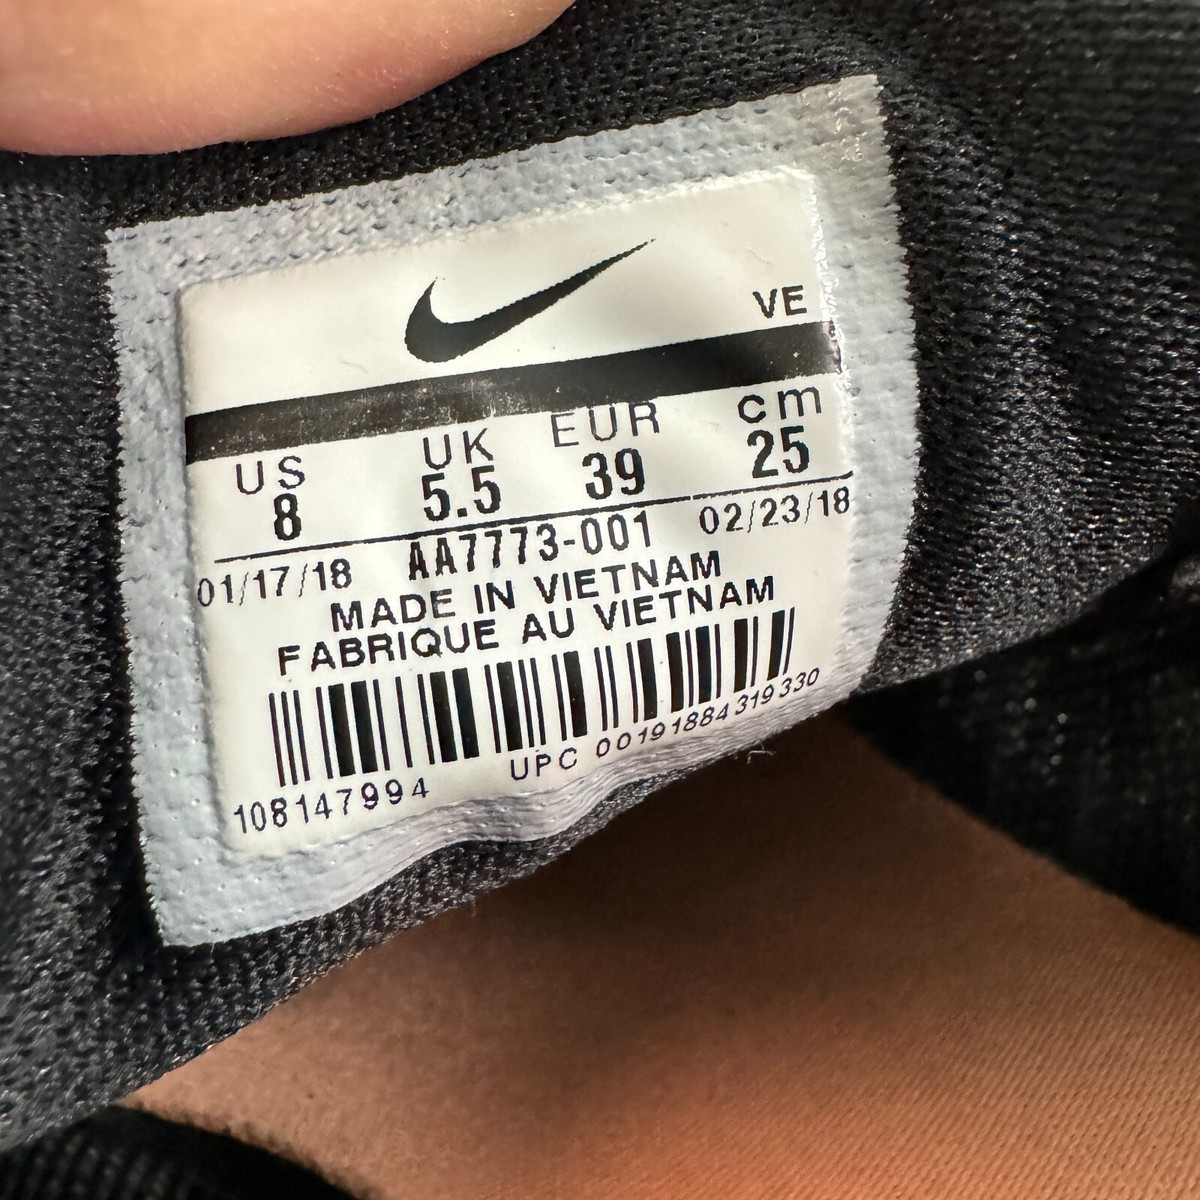 VE
US UK EUR cm
8 5.5 39 25
01/17/18 AA7773-001 02/23/18
MADE IN VIETNAM
FABRIQUE AU VIETNAM
108147994 UPC 00191884319330